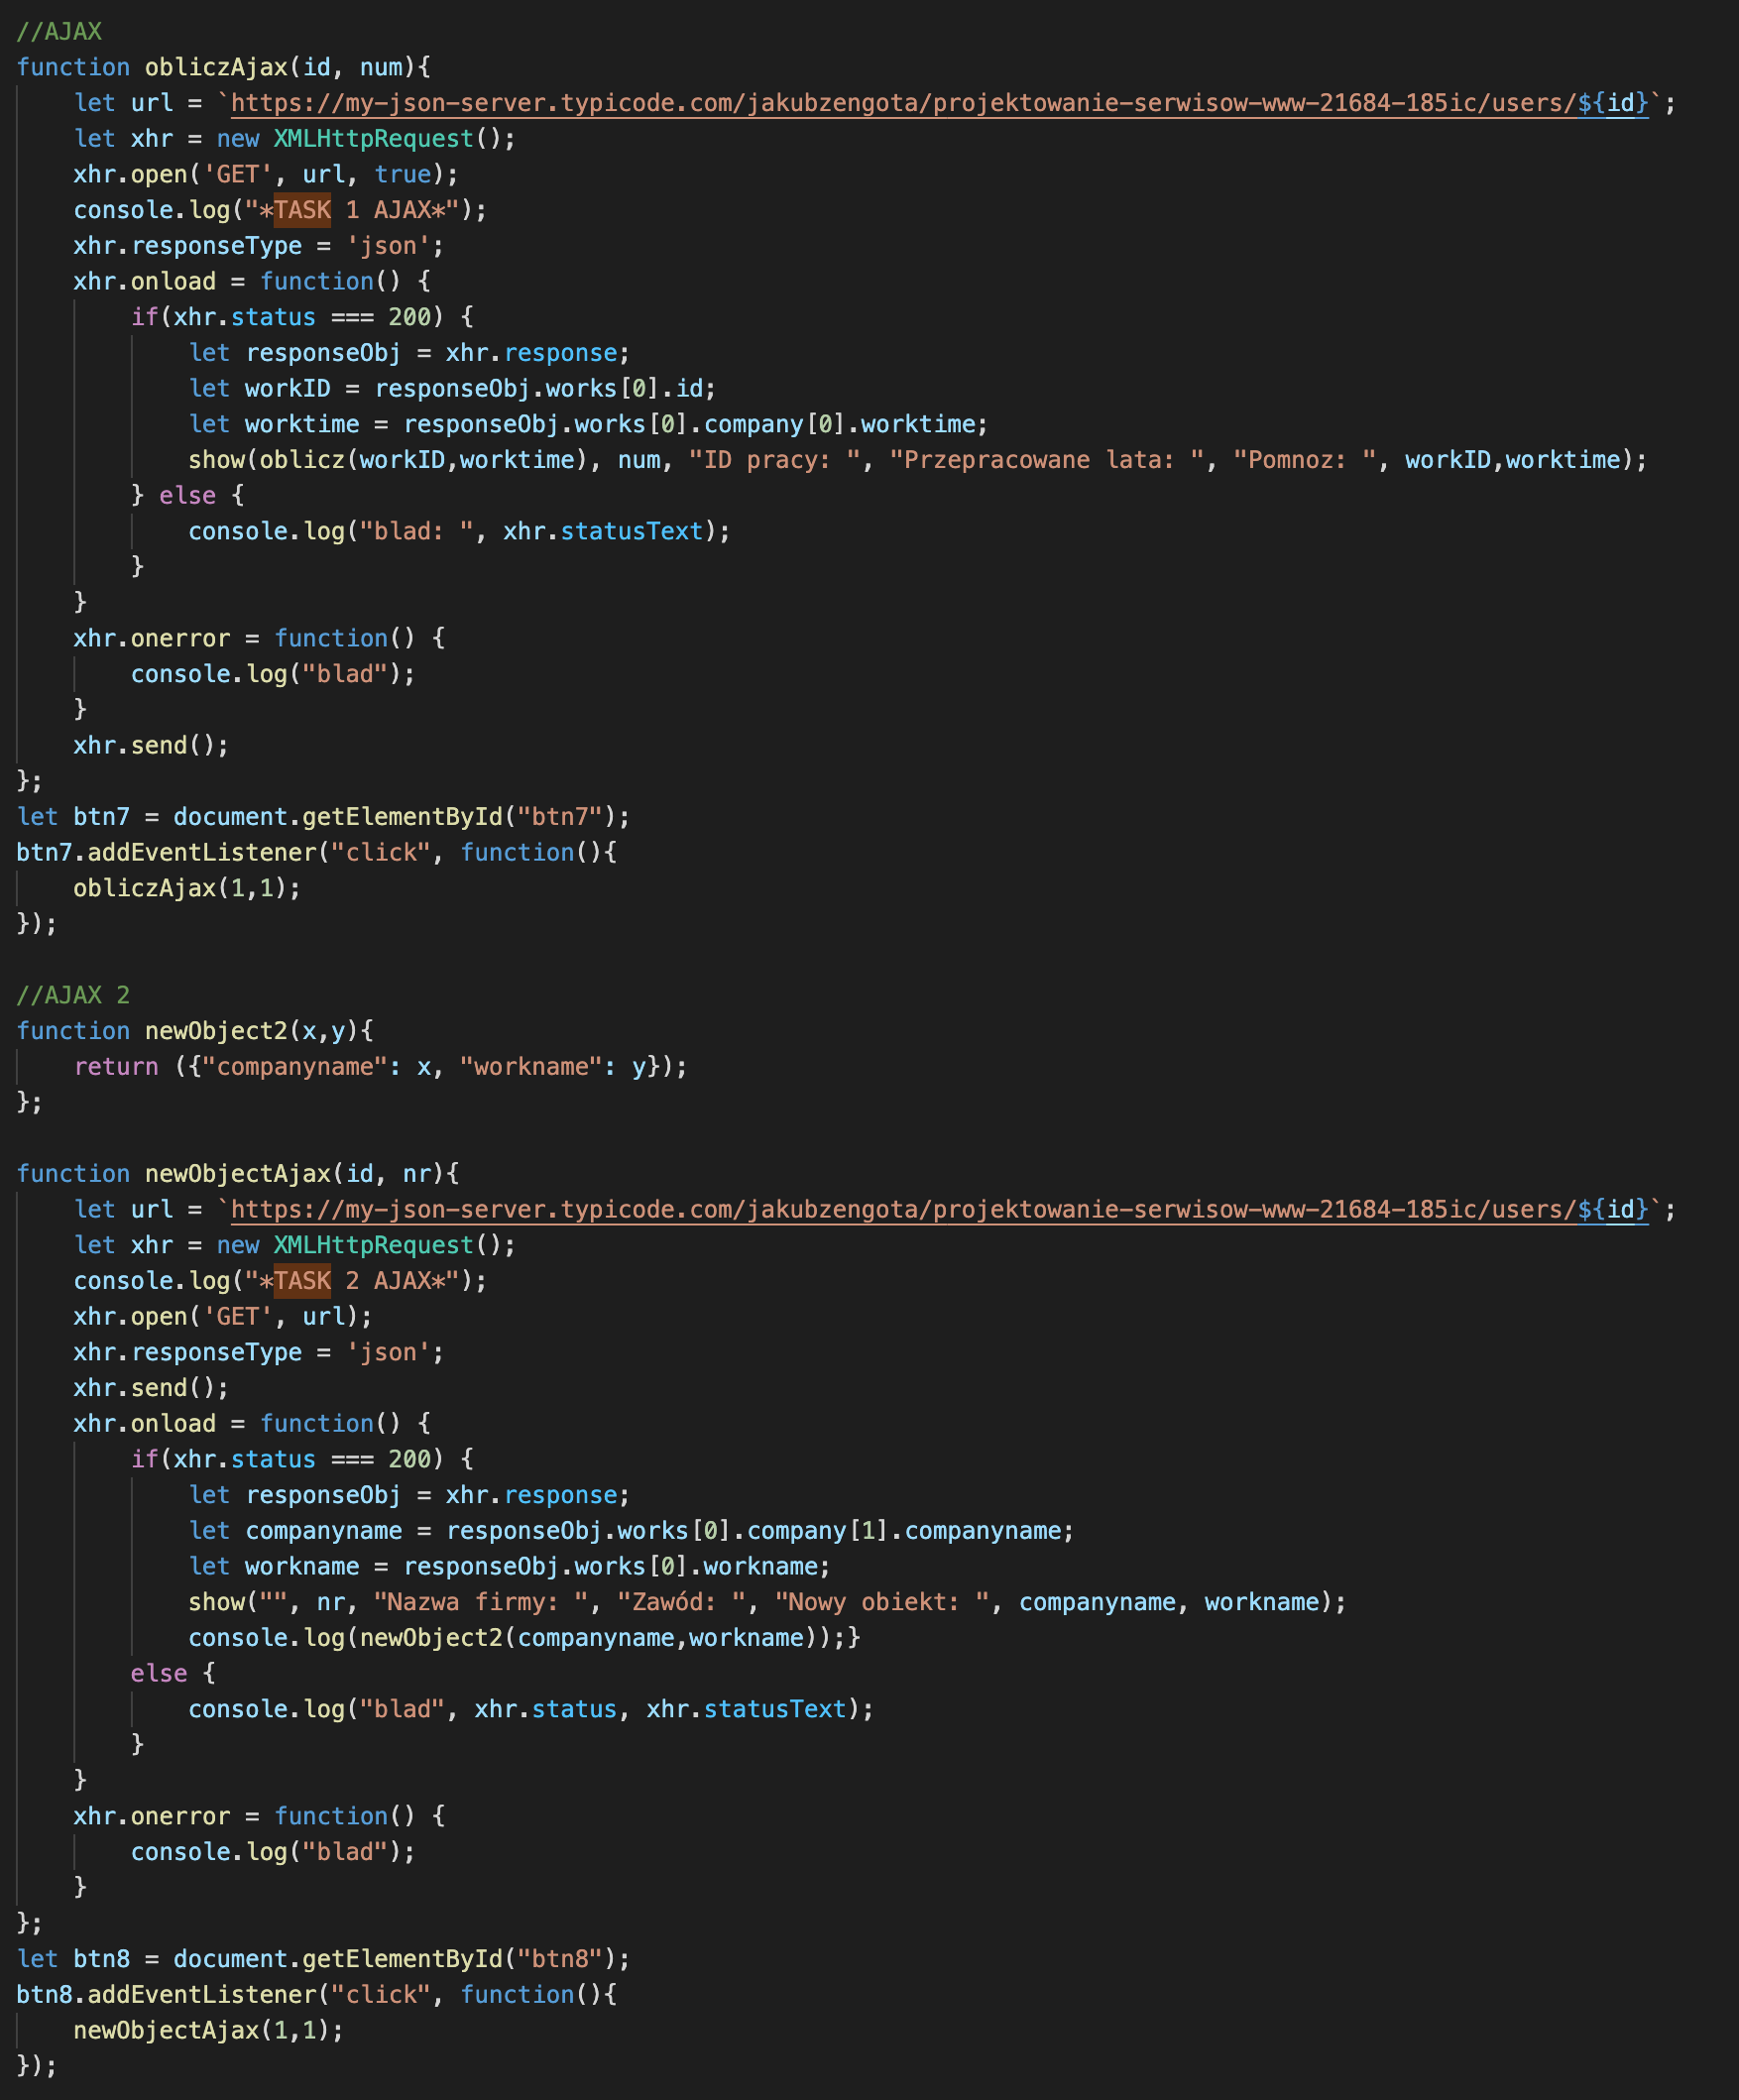 //AJAX
function obliczAjax(id, num){
    let url = `https://my-json-server.typicode.com/jakubzengota/projektowanie-serwisow-www-21684-185ic/users/${id}`;
    let xhr = new XMLHttpRequest();
    xhr.open('GET', url, true);
    console.log("*TASK 1 AJAX*");
    xhr.responseType = 'json';
    xhr.onload = function() {
        if(xhr.status === 200) {
            let responseObj = xhr.response;
            let workID = responseObj.works[0].id;
            let worktime = responseObj.works[0].company[0].worktime;
            show(oblicz(workID,worktime), num, "ID pracy: ", "Przepracowane lata: ", "Pomnoz: ", workID,worktime);
        } else {
            console.log("blad: ", xhr.statusText);
        }
    }
    xhr.onerror = function() {
        console.log("blad");
    }
    xhr.send();
};
let btn7 = document.getElementById("btn7");
btn7.addEventListener("click", function(){
    obliczAjax(1,1);
});

//AJAX 2
function newObject2(x,y){
    return ({"companyname": x, "workname": y});
};

function newObjectAjax(id, nr){
    let url = `https://my-json-server.typicode.com/jakubzengota/projektowanie-serwisow-www-21684-185ic/users/${id}`;
    let xhr = new XMLHttpRequest();
    console.log("*TASK 2 AJAX*");
    xhr.open('GET', url);
    xhr.responseType = 'json';
    xhr.send();
    xhr.onload = function() {
        if(xhr.status === 200) {
            let responseObj = xhr.response;
            let companyname = responseObj.works[0].company[1].companyname;
            let workname = responseObj.works[0].workname;
            show("", nr, "Nazwa firmy: ", "Zawód: ", "Nowy obiekt: ", companyname, workname);
            console.log(newObject2(companyname,workname));}
        else {
            console.log("blad", xhr.status, xhr.statusText);
        }
    }
    xhr.onerror = function() {
        console.log("blad");
    }
};
let btn8 = document.getElementById("btn8");
btn8.addEventListener("click", function(){
    newObjectAjax(1,1);
});